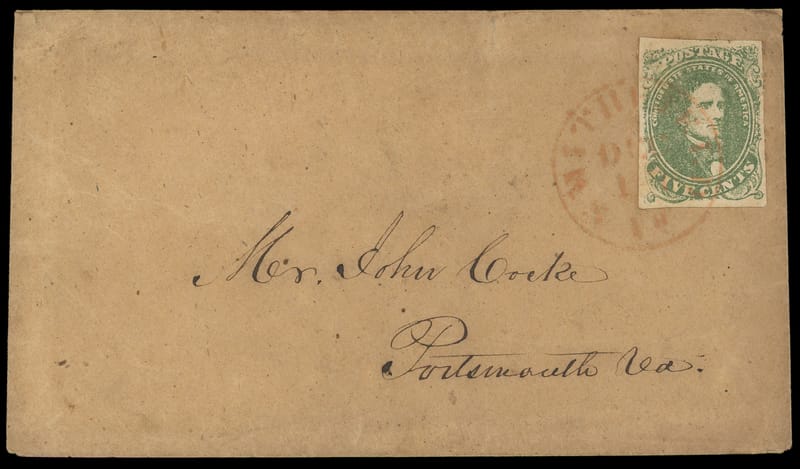 POSTAGE
CONFEDERATE STATES OF AMERICA
FIVE CENTS
Mr. John Cocke
Portsmouth Va.